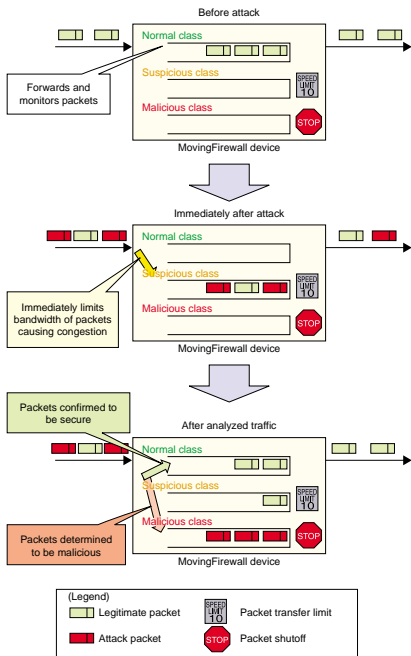 Before attack
Normal class
Forwards and
monitors packets
Suspicious class
SPEED
LIMIT
10
Malicious class
STOP
MovingFirewall device
Immediately after attack
Normal class
Suspicious class
SPEED
LIMIT
10
Immediately limits
bandwidth of packets
causing congestion
Malicious class
STOP
MovingFirewall device
Packets confirmed to
be secure
After analyzed traffic
Normal class
Suspicious class
SPEED
LIMIT
10
Packets determined
to be malicious
Malicious class
STOP
MovingFirewall device
(Legend)
Legitimate packet
SPEED
LIMIT
10
Packet transfer limit
Attack packet
STOP
Packet shutoff